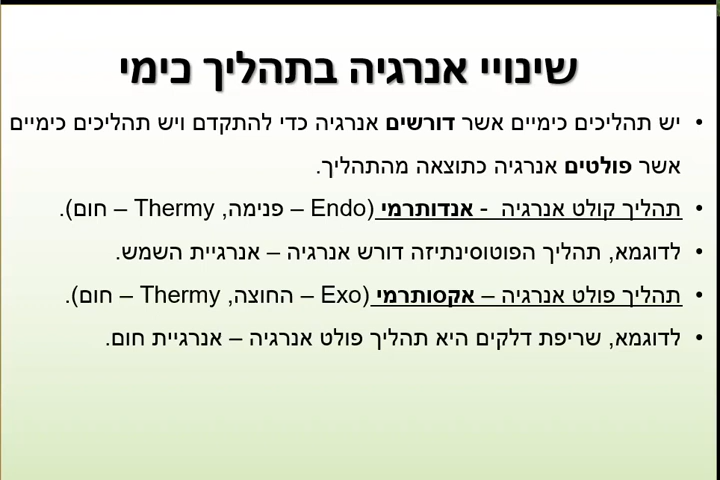 שינויי אנרגיה בתהליך כימי
• יש תהליכים כימיים אשר דורשים אנרגיה כדי להתקדם ויש תהליכים כימיים
אשר פולטים אנרגיה כתוצאה מהתהליך.
• תהליך קולט אנרגיה - אנדותרמי (Endo – פנימה, Thermy – חום).
• לדוגמא, תהליך הפוטוסינתיזה דורש אנרגיה – אנרגיית השמש.
• תהליך פולט אנרגיה – אקסותרמי (Exo – החוצה, Thermy – חום).
• לדוגמא, שריפת דלקים היא תהליך פולט אנרגיה – אנרגיית חום.